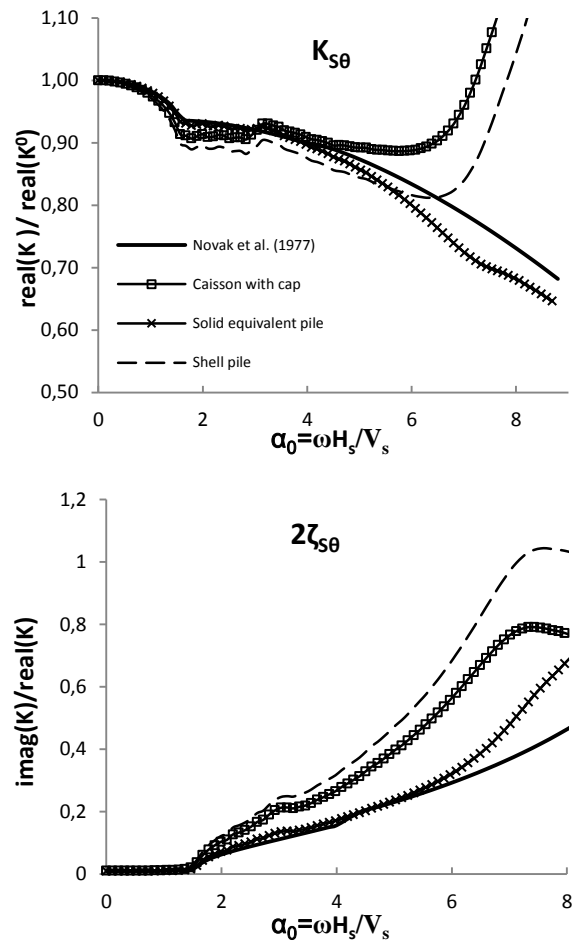 1,10
K_Sθ
1,00
0,90
0,80
0,70
0,60
0,50
real(K )/ real(K⁰)
Novak et al. (1977)
Caisson with cap
Solid equivalent pile
Shell pile
0 2 4 6 8
α₀=ωH_s/V_s
1,2
2ζ_Sθ
1
0,8
0,6
0,4
0,2
0
imag(K)/real(K)
0 2 4 6 8
α₀=ωH_s/V_s